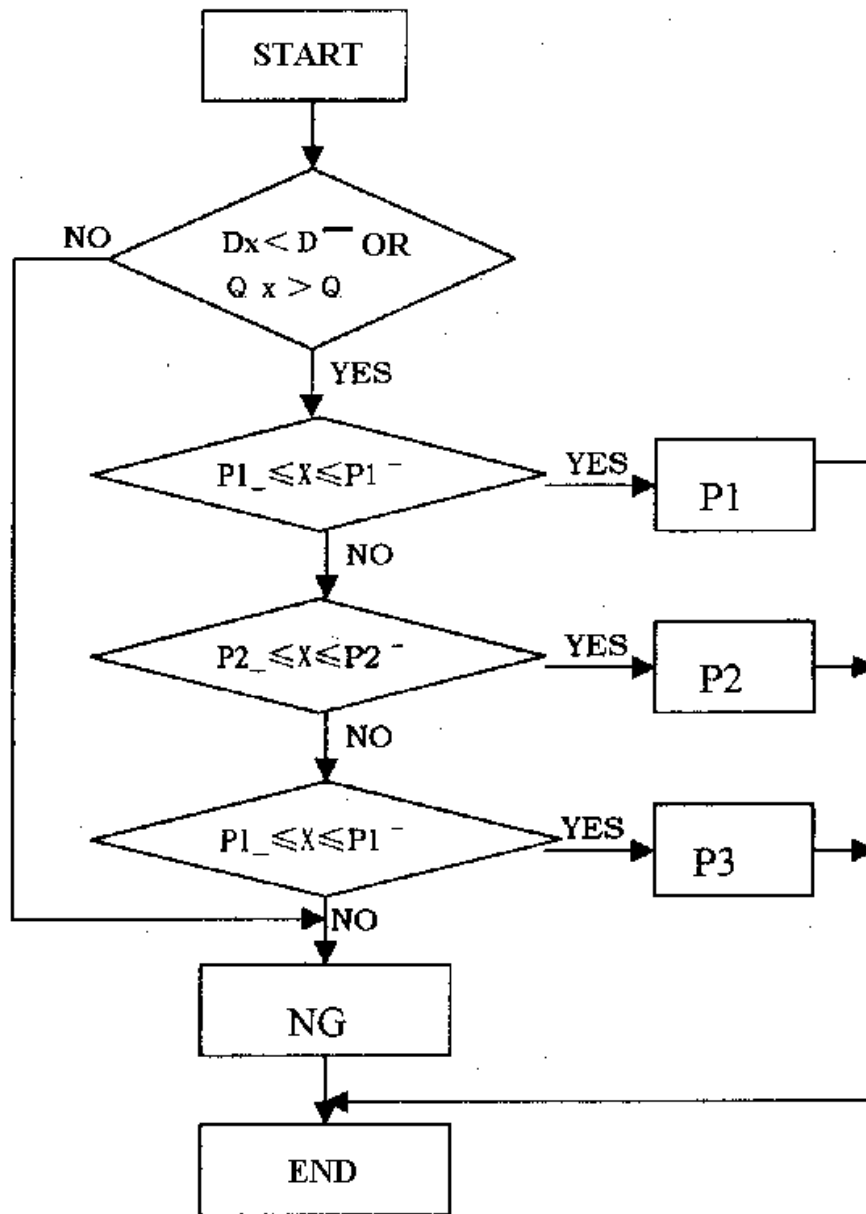 START
NO
Dx < D¯ OR
Q x > Q
YES
P1_≤X≤P1¯
YES
P1
NO
P2_≤X≤P2¯
YES
P2
NO
P1_≤X≤P1¯
YES
P3
NO
NG
END